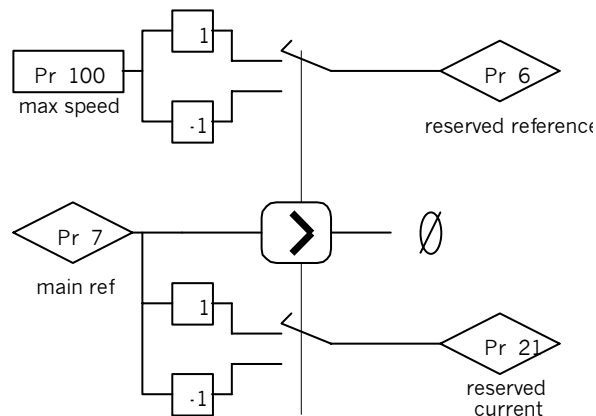 1
Pr 100
max speed
-1
Pr 6
reserved reference
Pr 7
main ref
>
0
1
-1
Pr 21
reserved
current